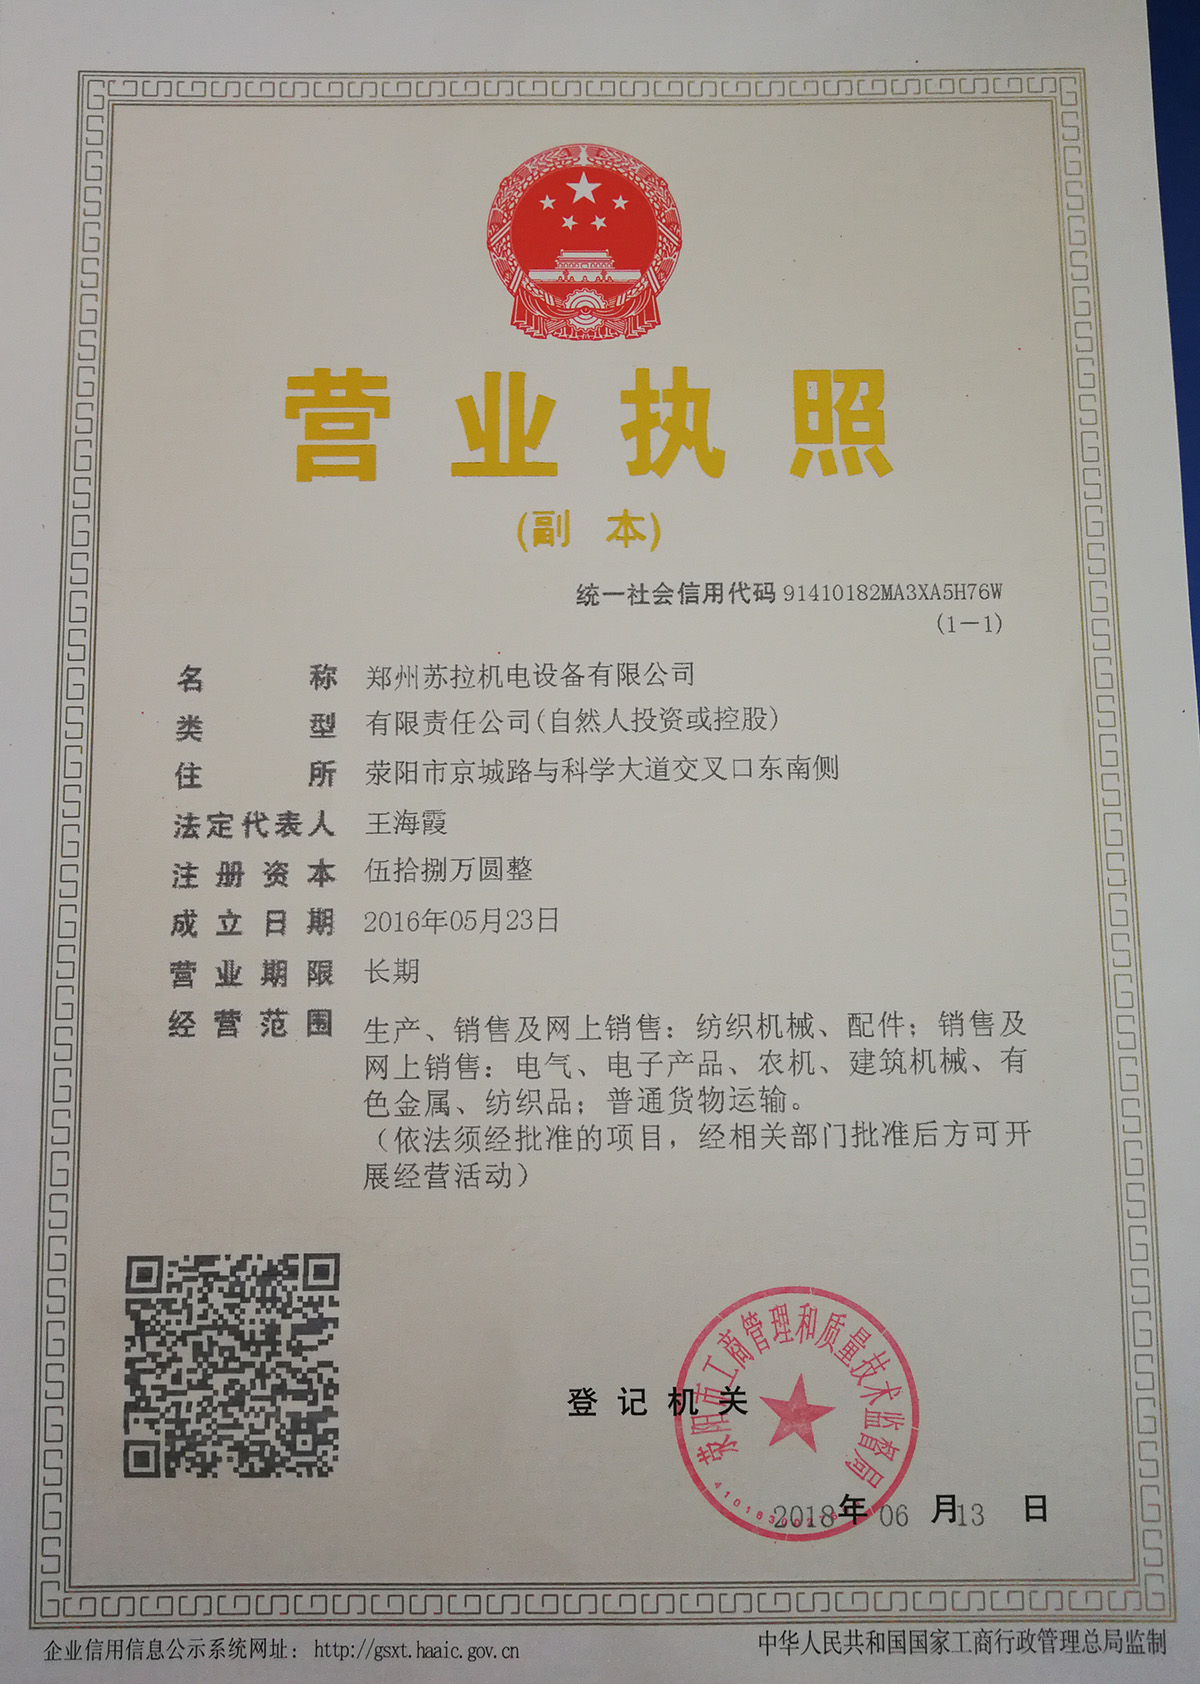 营业执照
(副 本)
统一社会信用代码 91410182MA3XA5H76W
(1-1)
名称 郑州苏拉机电设备有限公司
类型 有限责任公司(自然人投资或控股)
住所 荥阳市京城路与科学大道交叉口东南侧
法定代表人 王海霞
注册资本 伍拾捌万圆整
成立日期 2016年05月23日
营业期限 长期
经营范围 生产、销售及网上销售：纺织机械、配件；销售及
网上销售：电气、电子产品、农机、建筑机械、有
色金属、纺织品；普通货物运输。
（依法须经批准的项目，经相关部门批准后方可开
展经营活动）
荥阳市工商管理和质量技术监督局
登记机关
2018年06月13日
企业信用信息公示系统网址： http://gsxt.haaic.gov.cn
中华人民共和国国家工商行政管理总局监制